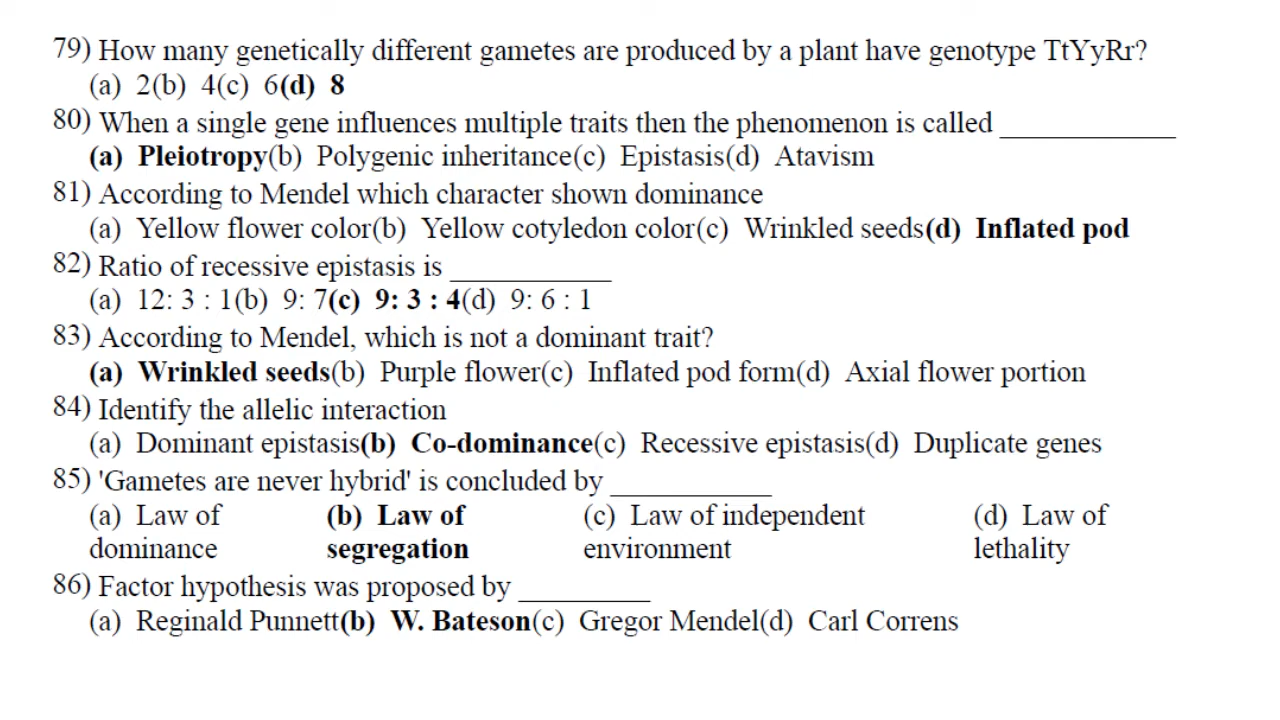 79) How many genetically different gametes are produced by a plant have genotype TtYyRr?
(a) 2(b) 4(c) 6(d) 8
80) When a single gene influences multiple traits then the phenomenon is called ____________
(a) Pleiotropy(b) Polygenic inheritance(c) Epistasis(d) Atavism
81) According to Mendel which character shown dominance
(a) Yellow flower color(b) Yellow cotyledon color(c) Wrinkled seeds(d) Inflated pod
82) Ratio of recessive epistasis is ___________
(a) 12: 3 : 1(b) 9: 7(c) 9: 3 : 4(d) 9: 6 : 1
83) According to Mendel, which is not a dominant trait?
(a) Wrinkled seeds(b) Purple flower(c) Inflated pod form(d) Axial flower portion
84) Identify the allelic interaction
(a) Dominant epistasis(b) Co-dominance(c) Recessive epistasis(d) Duplicate genes
85) 'Gametes are never hybrid' is concluded by ___________
(a) Law of (b) Law of (c) Law of independent (d) Law of
dominance segregation environment lethality
86) Factor hypothesis was proposed by _________
(a) Reginald Punnett(b) W. Bateson(c) Gregor Mendel(d) Carl Correns